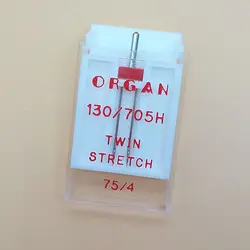 ORGAN
130/705H
TWIN
STRETCH
75/4